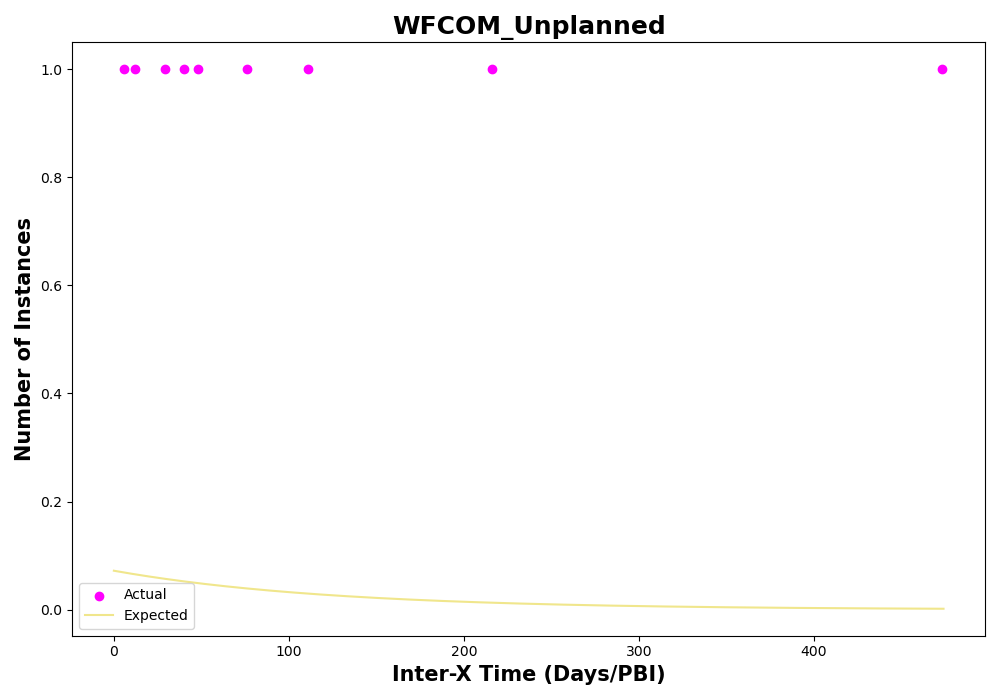 WFCOM_Unplanned
Number of Instances
1.0
0.8
0.6
0.4
0.2
0.0
Actual
Expected
0 100 200 300 400
Inter-X Time (Days/PBI)